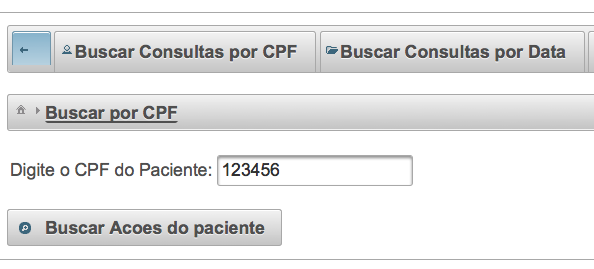 Buscar Consultas por CPF Buscar Consultas por Data
Buscar por CPF
Digite o CPF do Paciente: 123456
Buscar Acoes do paciente